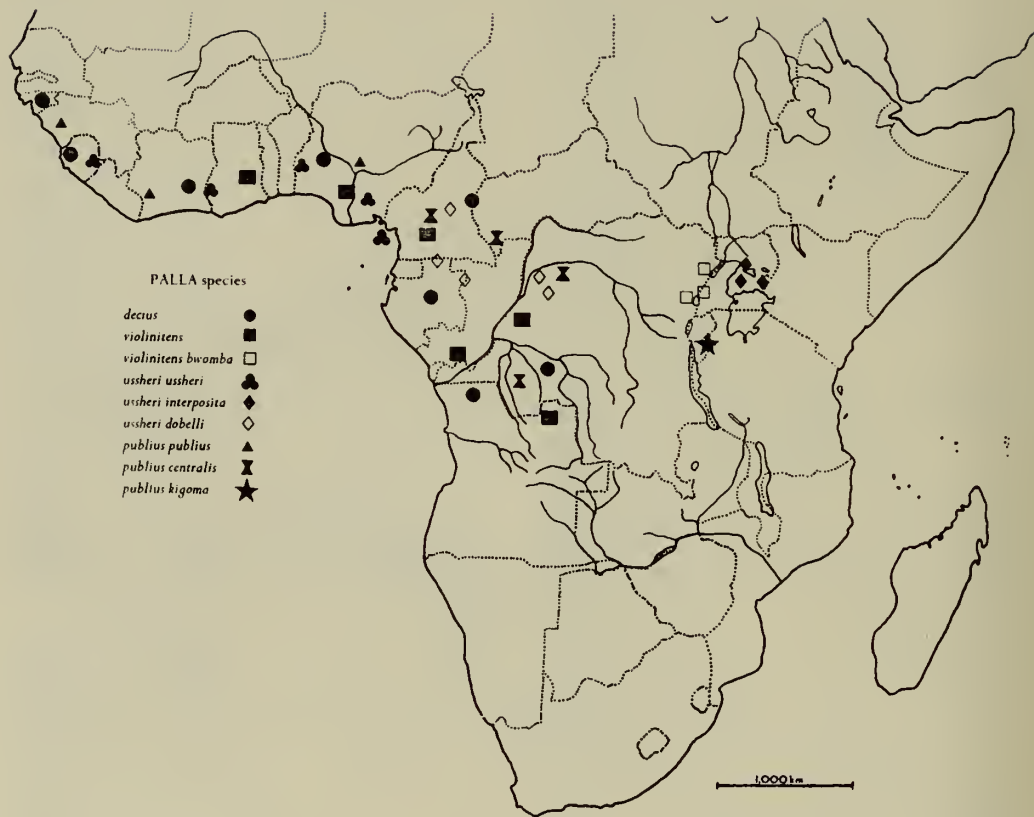 PALLA species
decius
violinitens
violinitens bwomba
ussheri ussheri
ussheri interposita
ussheri dobelli
publius publius
publius centralis
publius kigoma
1,000 km